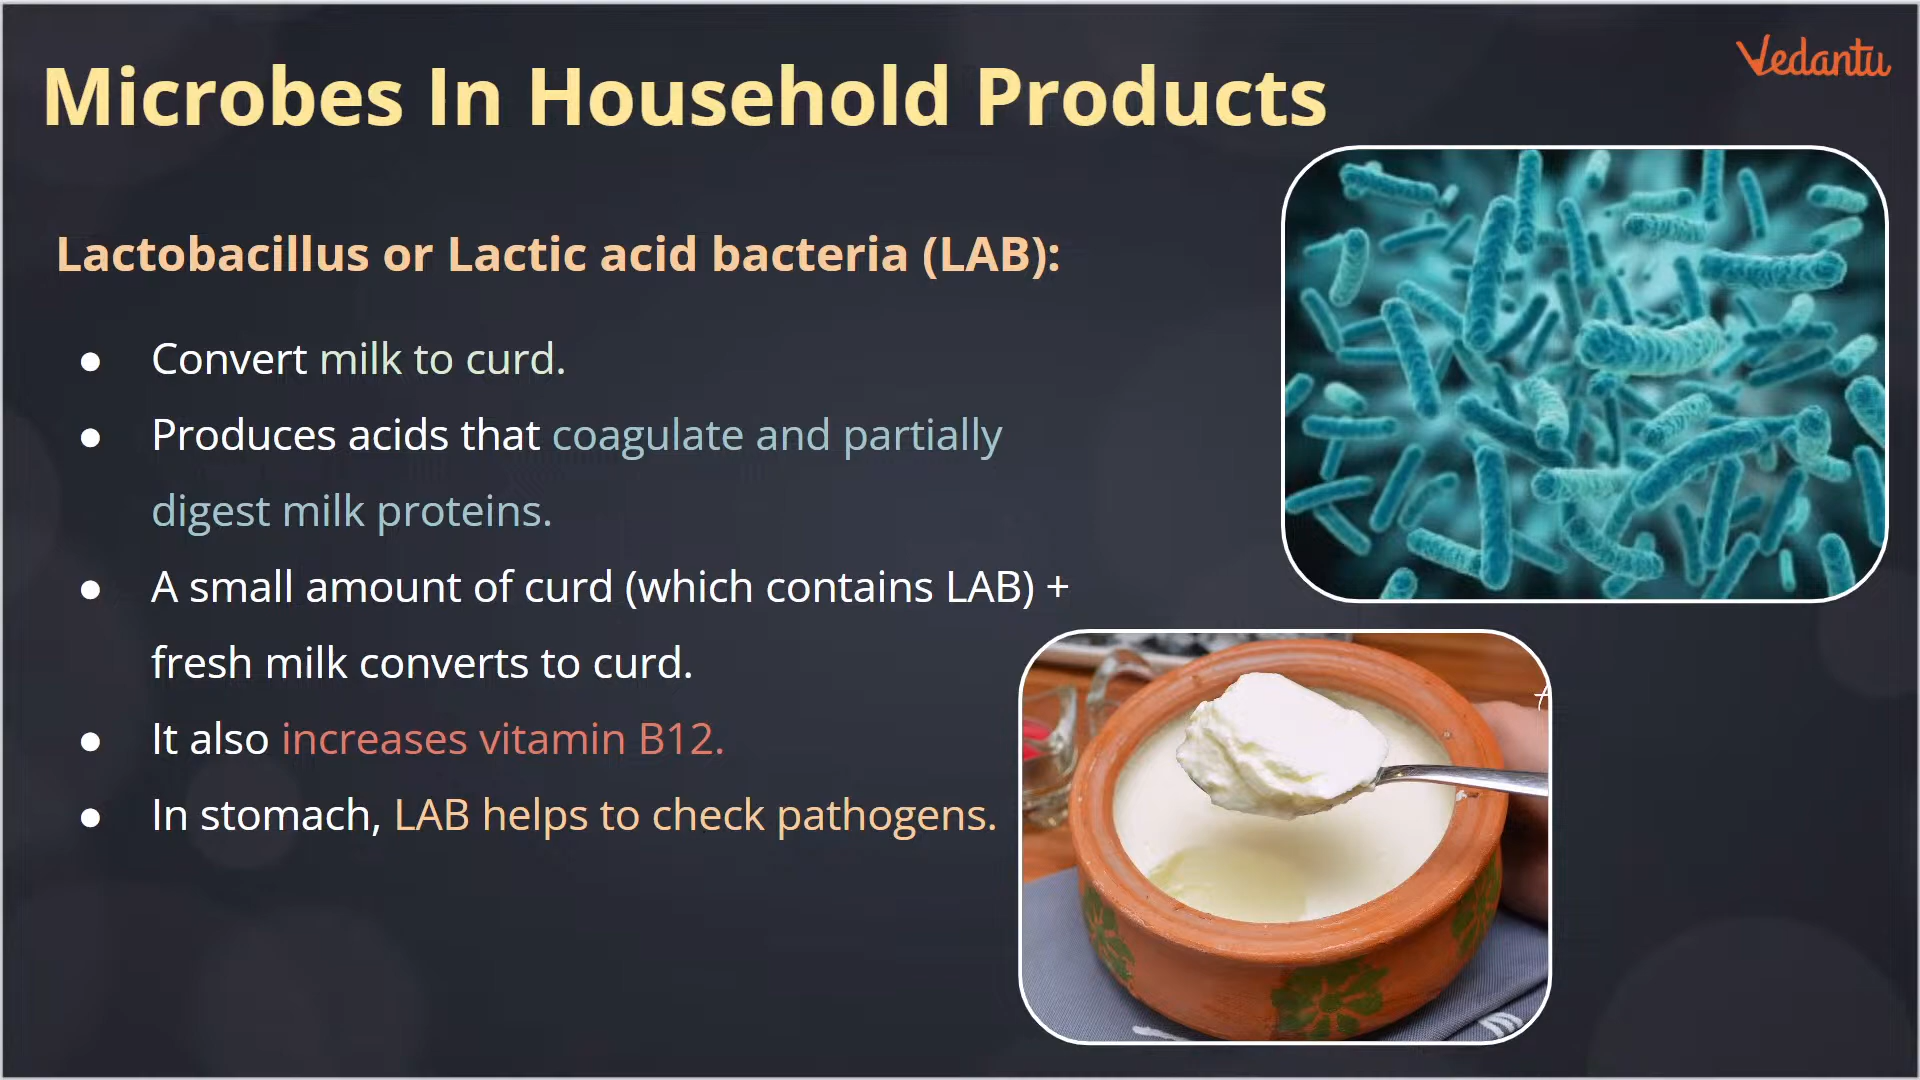 Vedantu
Microbes In Household Products
Lactobacillus or Lactic acid bacteria (LAB):
● Convert milk to curd.
● Produces acids that coagulate and partially
digest milk proteins.
● A small amount of curd (which contains LAB) +
fresh milk converts to curd.
● It also increases vitamin B12.
● In stomach, LAB helps to check pathogens.